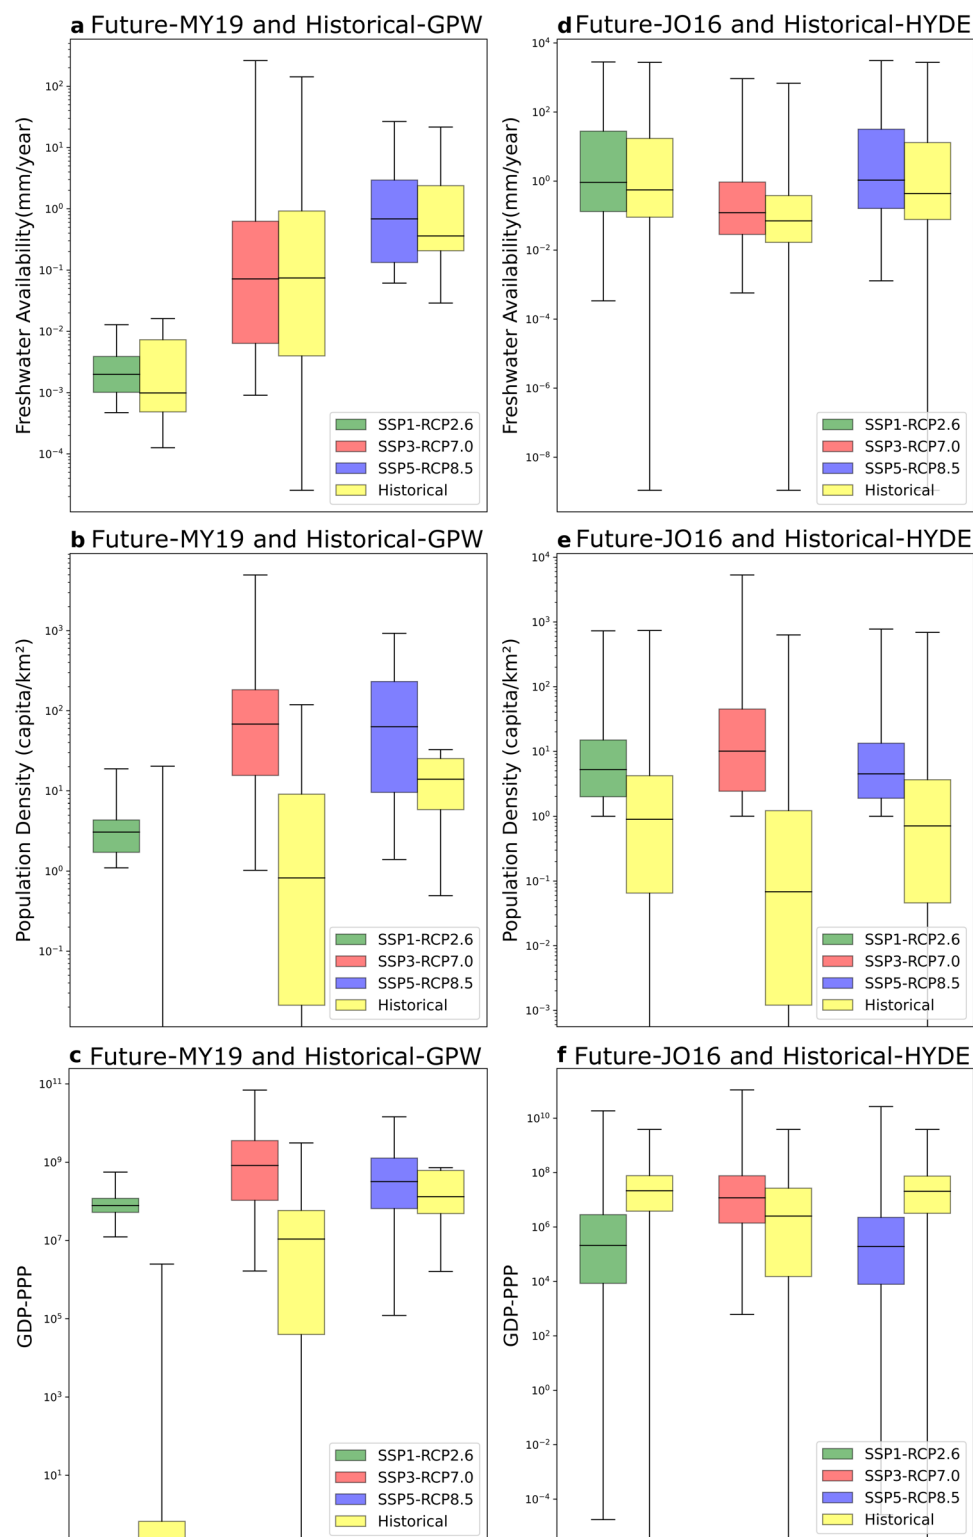 a Future-MY19 and Historical-GPW
Freshwater Availability(mm/year)
10²
10¹
10⁰
10⁻¹
10⁻²
10⁻³
10⁻⁴
SSP1-RCP2.6
SSP3-RCP7.0
SSP5-RCP8.5
Historical
d Future-JO16 and Historical-HYDE
Freshwater Availability(mm/year)
10⁴
10²
10⁰
10⁻²
10⁻⁴
10⁻⁶
10⁻⁸
SSP1-RCP2.6
SSP3-RCP7.0
SSP5-RCP8.5
Historical
b Future-MY19 and Historical-GPW
Population Density (capita/km²)
10³
10²
10¹
10⁰
10⁻¹
SSP1-RCP2.6
SSP3-RCP7.0
SSP5-RCP8.5
Historical
e Future-JO16 and Historical-HYDE
Population Density (capita/km²)
10⁴
10³
10²
10¹
10⁰
10⁻¹
10⁻²
10⁻³
SSP1-RCP2.6
SSP3-RCP7.0
SSP5-RCP8.5
Historical
c Future-MY19 and Historical-GPW
GDP-PPP
10¹¹
10⁹
10⁷
10⁵
10³
10¹
SSP1-RCP2.6
SSP3-RCP7.0
SSP5-RCP8.5
Historical
f Future-JO16 and Historical-HYDE
GDP-PPP
10¹⁰
10⁸
10⁶
10⁴
10²
10⁰
10⁻²
10⁻⁴
SSP1-RCP2.6
SSP3-RCP7.0
SSP5-RCP8.5
Historical